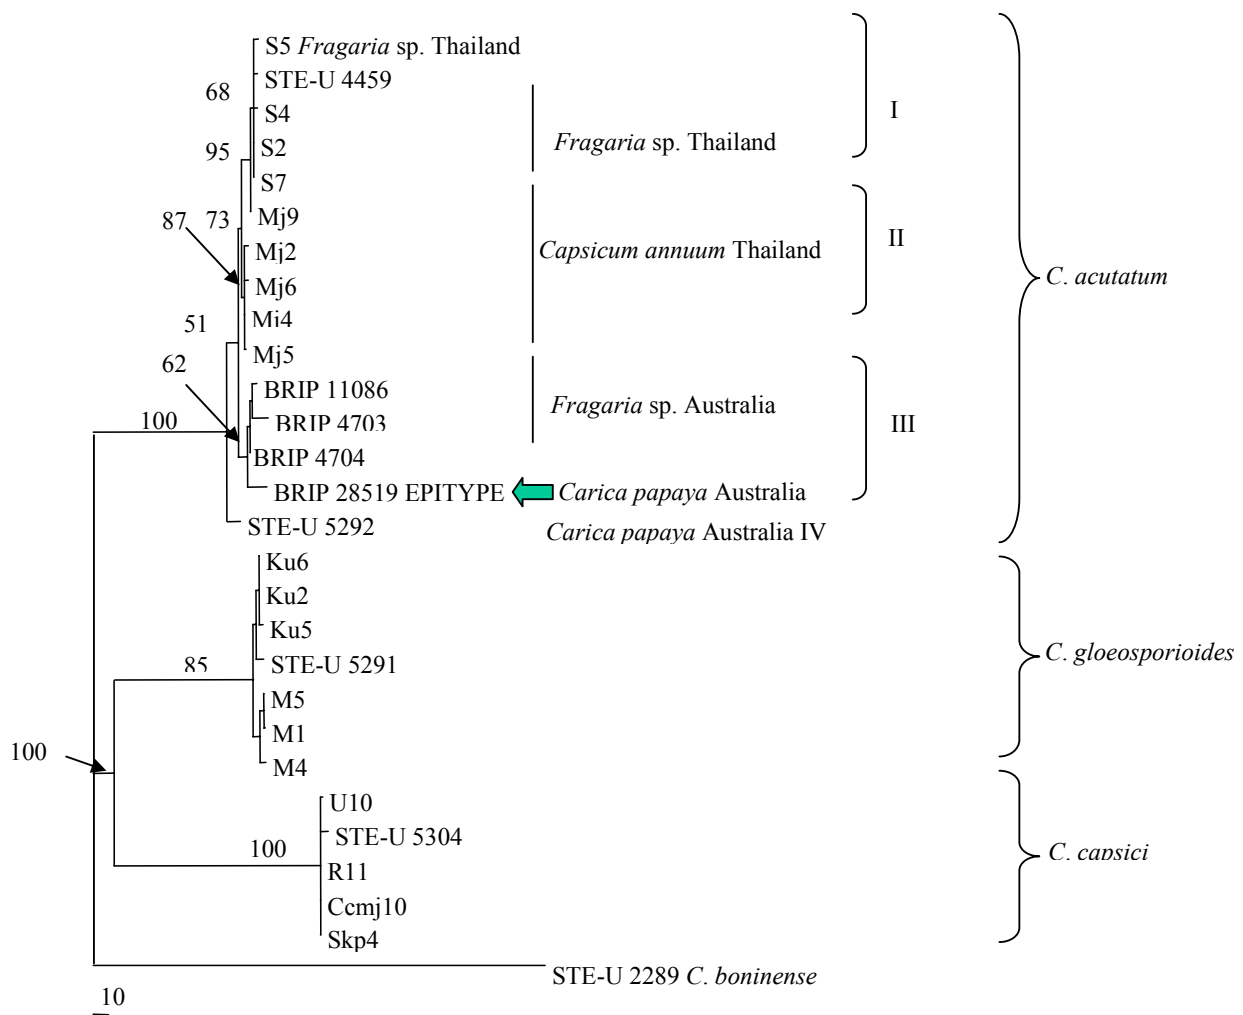 S5 Fragaria sp. Thailand
STE-U 4459
68
S4
I
Fragaria sp. Thailand
95
S2
S7
87
73
Mj9
II
Mj2
Capsicum annuum Thailand
C. acutatum
Mj6
51
Mj4
Mj5
62
BRIP 11086
Fragaria sp. Australia
100
BRIP 4703
III
BRIP 4704
BRIP 28519 EPITYPE
Carica papaya Australia
STE-U 5292
Carica papaya Australia IV
Ku6
Ku2
Ku5
C. gloeosporioides
85
STE-U 5291
M5
M1
100
M4
U10
STE-U 5304
100
C. capsici
R11
Ccmj10
Skp4
STE-U 2289 C. boninense
10